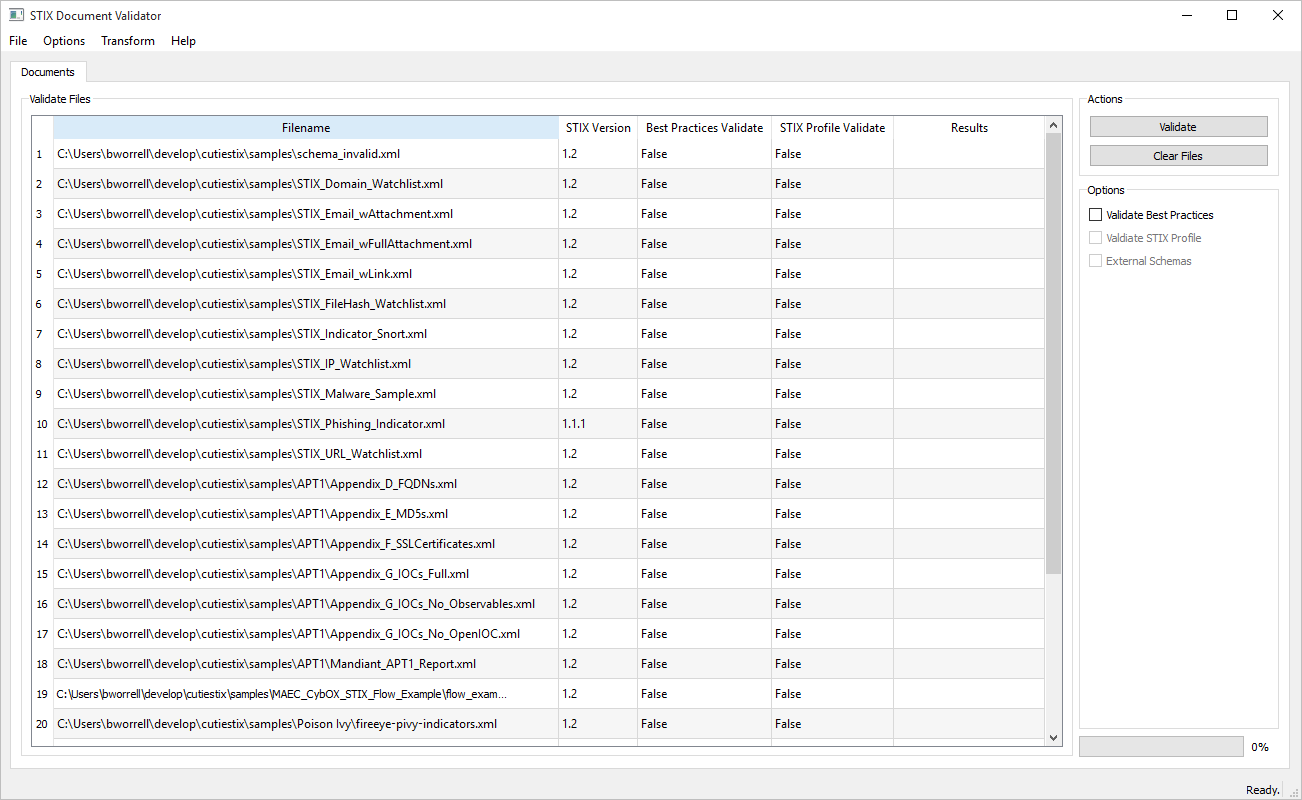 STIX Document Validator
File Options Transform Help
Documents
Validate Files
Filename STIX Version Best Practices Validate STIX Profile Validate Results
1 C:\Users\bworrell\develop\cutiestix\samples\schema_invalid.xml 1.2 False False
2 C:\Users\bworrell\develop\cutiestix\samples\STIX_Domain_Watchlist.xml 1.2 False False
3 C:\Users\bworrell\develop\cutiestix\samples\STIX_Email_wAttachment.xml 1.2 False False
4 C:\Users\bworrell\develop\cutiestix\samples\STIX_Email_wFullAttachment.xml 1.2 False False
5 C:\Users\bworrell\develop\cutiestix\samples\STIX_Email_wLink.xml 1.2 False False
6 C:\Users\bworrell\develop\cutiestix\samples\STIX_FileHash_Watchlist.xml 1.2 False False
7 C:\Users\bworrell\develop\cutiestix\samples\STIX_Indicator_Snort.xml 1.2 False False
8 C:\Users\bworrell\develop\cutiestix\samples\STIX_IP_Watchlist.xml 1.2 False False
9 C:\Users\bworrell\develop\cutiestix\samples\STIX_Malware_Sample.xml 1.2 False False
10 C:\Users\bworrell\develop\cutiestix\samples\STIX_Phishing_Indicator.xml 1.1.1 False False
11 C:\Users\bworrell\develop\cutiestix\samples\STIX_URL_Watchlist.xml 1.2 False False
12 C:\Users\bworrell\develop\cutiestix\samples\APT1\Appendix_D_FQDNs.xml 1.2 False False
13 C:\Users\bworrell\develop\cutiestix\samples\APT1\Appendix_E_MD5s.xml 1.2 False False
14 C:\Users\bworrell\develop\cutiestix\samples\APT1\Appendix_F_SSLCertificates.xml 1.2 False False
15 C:\Users\bworrell\develop\cutiestix\samples\APT1\Appendix_G_IOCs_Full.xml 1.2 False False
16 C:\Users\bworrell\develop\cutiestix\samples\APT1\Appendix_G_IOCs_No_Observables.xml 1.2 False False
17 C:\Users\bworrell\develop\cutiestix\samples\APT1\Appendix_G_IOCs_No_OpenIOC.xml 1.2 False False
18 C:\Users\bworrell\develop\cutiestix\samples\APT1\Mandiant_APT1_Report.xml 1.2 False False
19 C:\Users\bworrell\develop\cutiestix\samples\MAEC_CybOX_STIX_Flow_Example\flow_exam... 1.2 False False
20 C:\Users\bworrell\develop\cutiestix\samples\Poison Ivy\fireeye-pivy-indicators.xml 1.2 False False
Actions
Validate
Clear Files
Options
Validate Best Practices
Valdiate STIX Profile
External Schemas
0%
Ready.